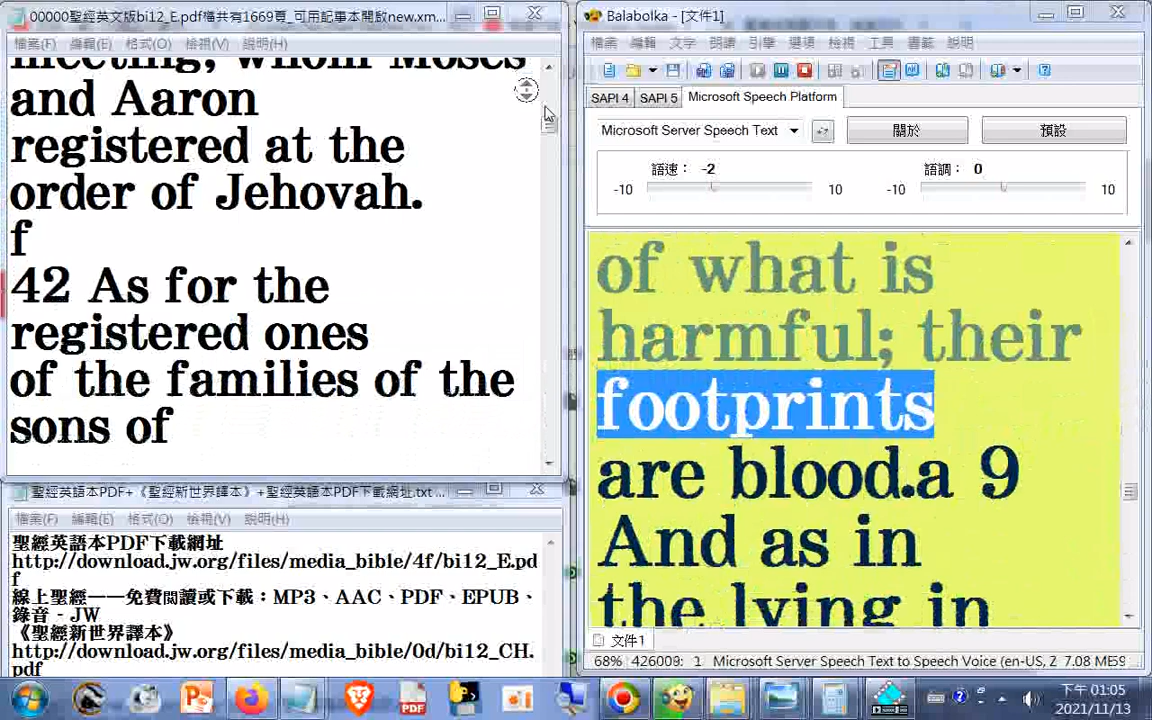 00000聖經英文版bi12_E.pdf檔共有1669頁_可用記事本開啟new.xm...
檔案(F) 編輯(E) 格式(O) 檢視(V) 說明(H)
meeting, whom Moses
and Aaron
registered at the
order of Jehovah.
f
42 As for the
registered ones
of the families of the
sons of
聖經英語本PDF+《聖經新世界譯本》+聖經英語本PDF下載網址.txt ...
檔案(F) 編輯(E) 格式(O) 檢視(V) 說明(H)
聖經英語本PDF下載網址
http://download.jw.org/files/media_bible/4f/bi12_E.pd
f
線上聖經——免費閱讀或下載：MP3、AAC、PDF、EPUB、
錄音 - JW
《聖經新世界譯本》
http://download.jw.org/files/media_bible/0d/bi12_CH.
pdf
Balabolka - [文件1]
檔案 編輯 文字 朗讀 引擎 選項 檢視 工具 書籤 說明
SAPI 4 SAPI 5 Microsoft Speech Platform
Microsoft Server Speech Text 關於 預設
語速： -2 語調： 0
-10 10 -10 10
of what is
harmful; their
footprints
are blood.a 9
And as in
the lying in
文件1
68% 426009: 1 Microsoft Server Speech Text to Speech Voice (en-US, Z 7.08 ME59
下午 01:05
2021/11/13